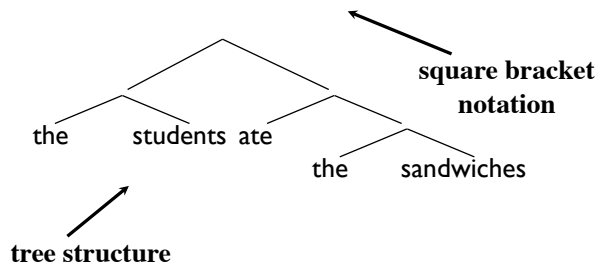 square bracket
notation
the students ate
the sandwiches
tree structure